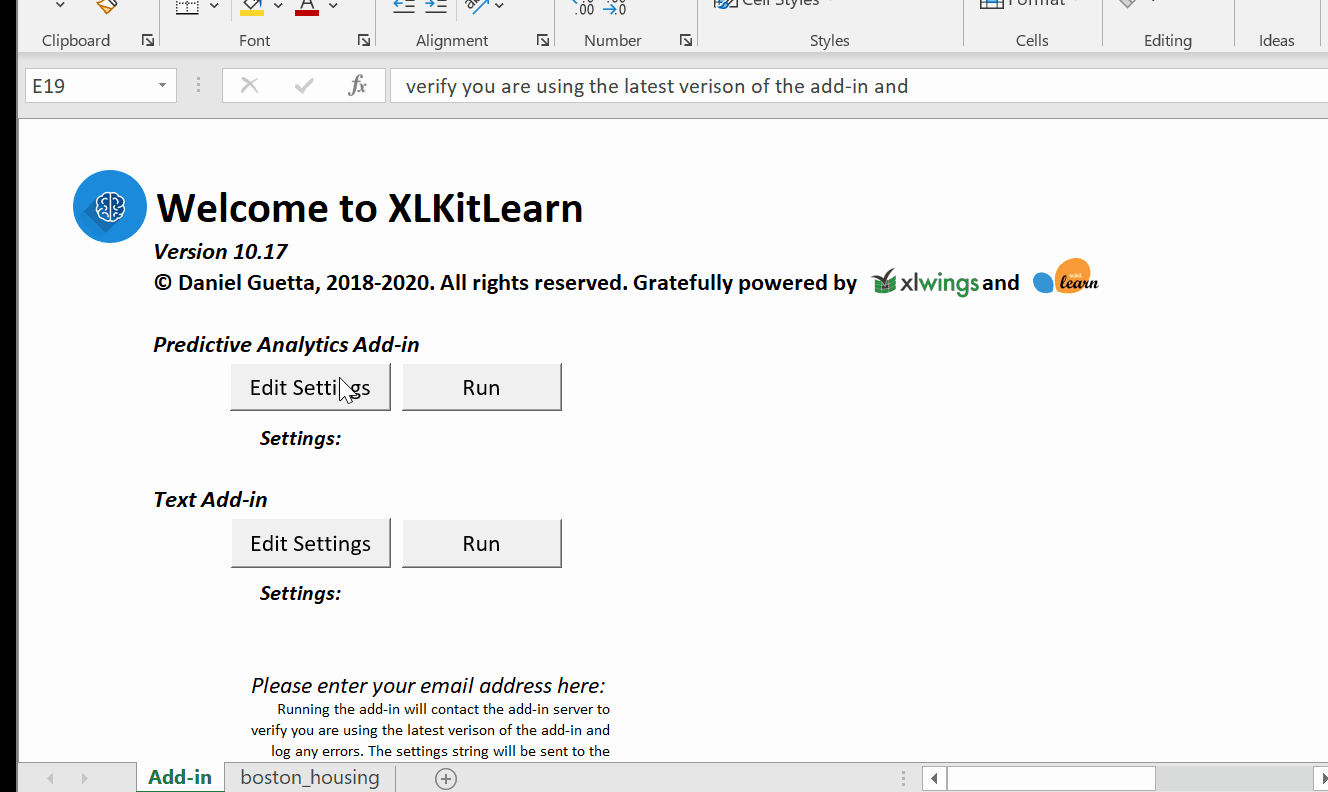 Cell Styles
Format
Clipboard
Font
Alignment
Number
Styles
Cells
Editing
Ideas
E19
fx
verify you are using the latest verison of the add-in and
Welcome to XLKitLearn
Version 10.17
© Daniel Guetta, 2018-2020. All rights reserved. Gratefully powered by xlwings and learn
Predictive Analytics Add-in
Edit Settings
Run
Settings:
Text Add-in
Edit Settings
Run
Settings:
Please enter your email address here:
Running the add-in will contact the add-in server to
verify you are using the latest verison of the add-in and
log any errors. The settings string will be sent to the
Add-in
boston_housing